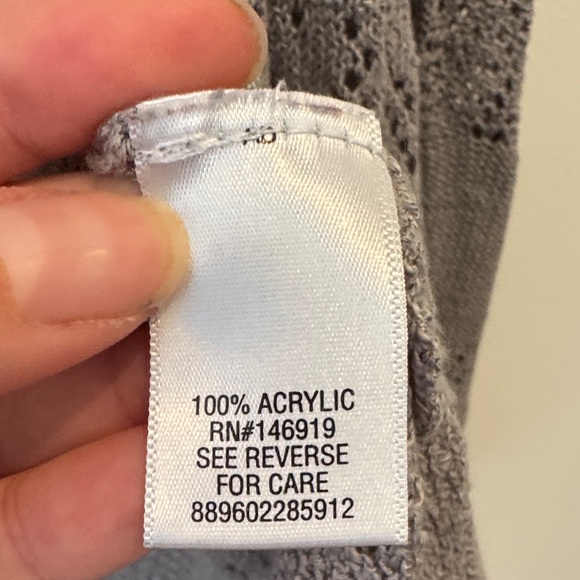 100% ACRYLIC
RN#146919
SEE REVERSE
FOR CARE
889602285912